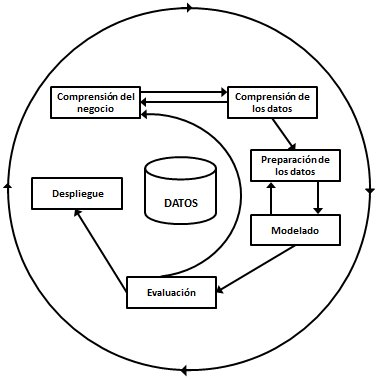 Comprensión del
negocio
Comprensión de
los datos
Preparación de
los datos
Despliegue
DATOS
Modelado
Evaluación